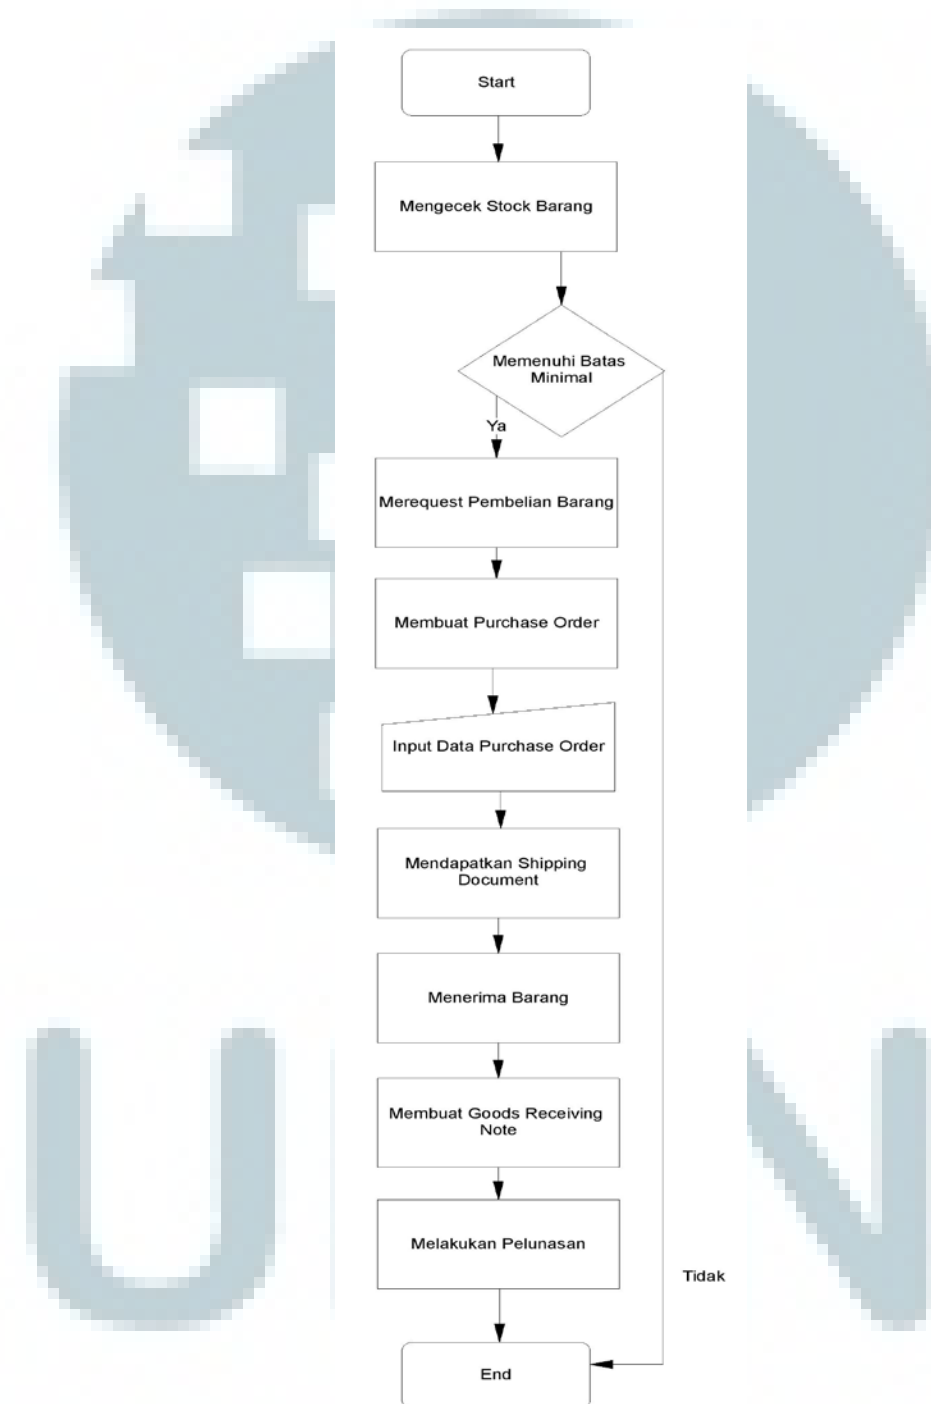 Start
Mengecek Stock Barang
Memenuhi Batas
Minimal
Ya
Merequest Pembelian Barang
Membuat Purchase Order
Input Data Purchase Order
Mendapatkan Shipping
Document
Menerima Barang
Membuat Goods Receiving
Note
Melakukan Pelunasan
Tidak
End
U N